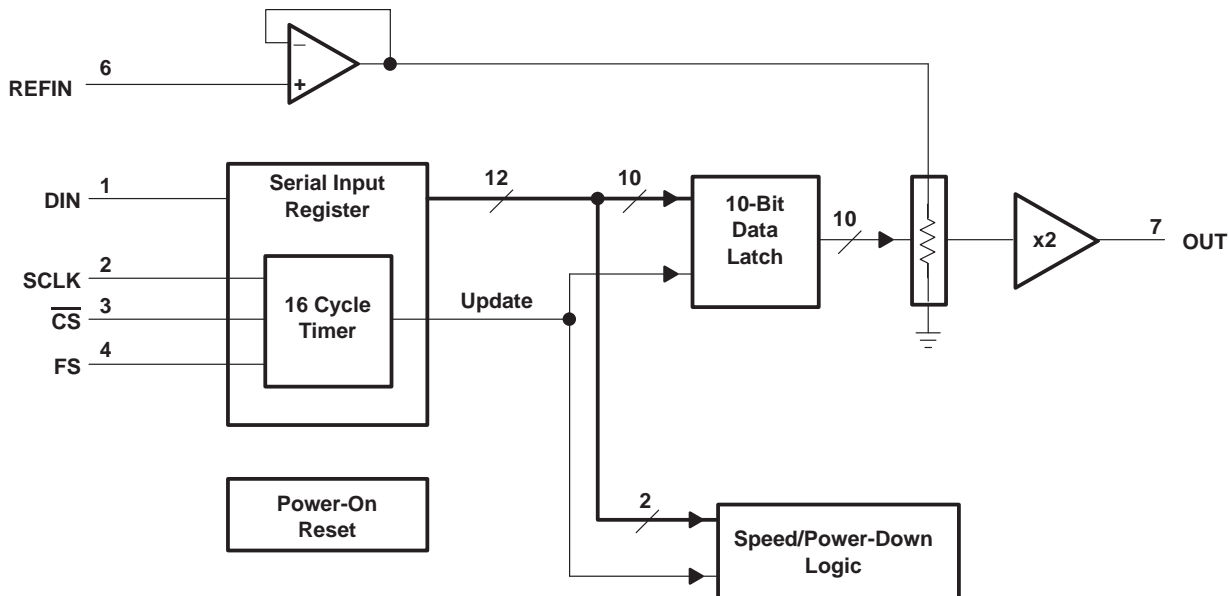 6
REFIN
_
+
DIN
1
Serial Input
Register
12
10
10-Bit
Data
Latch
10
x2
7
OUT
SCLK
2
C̅S̅
3
FS
4
16 Cycle
Timer
Update
Power-On
Reset
2
Speed/Power-Down
Logic